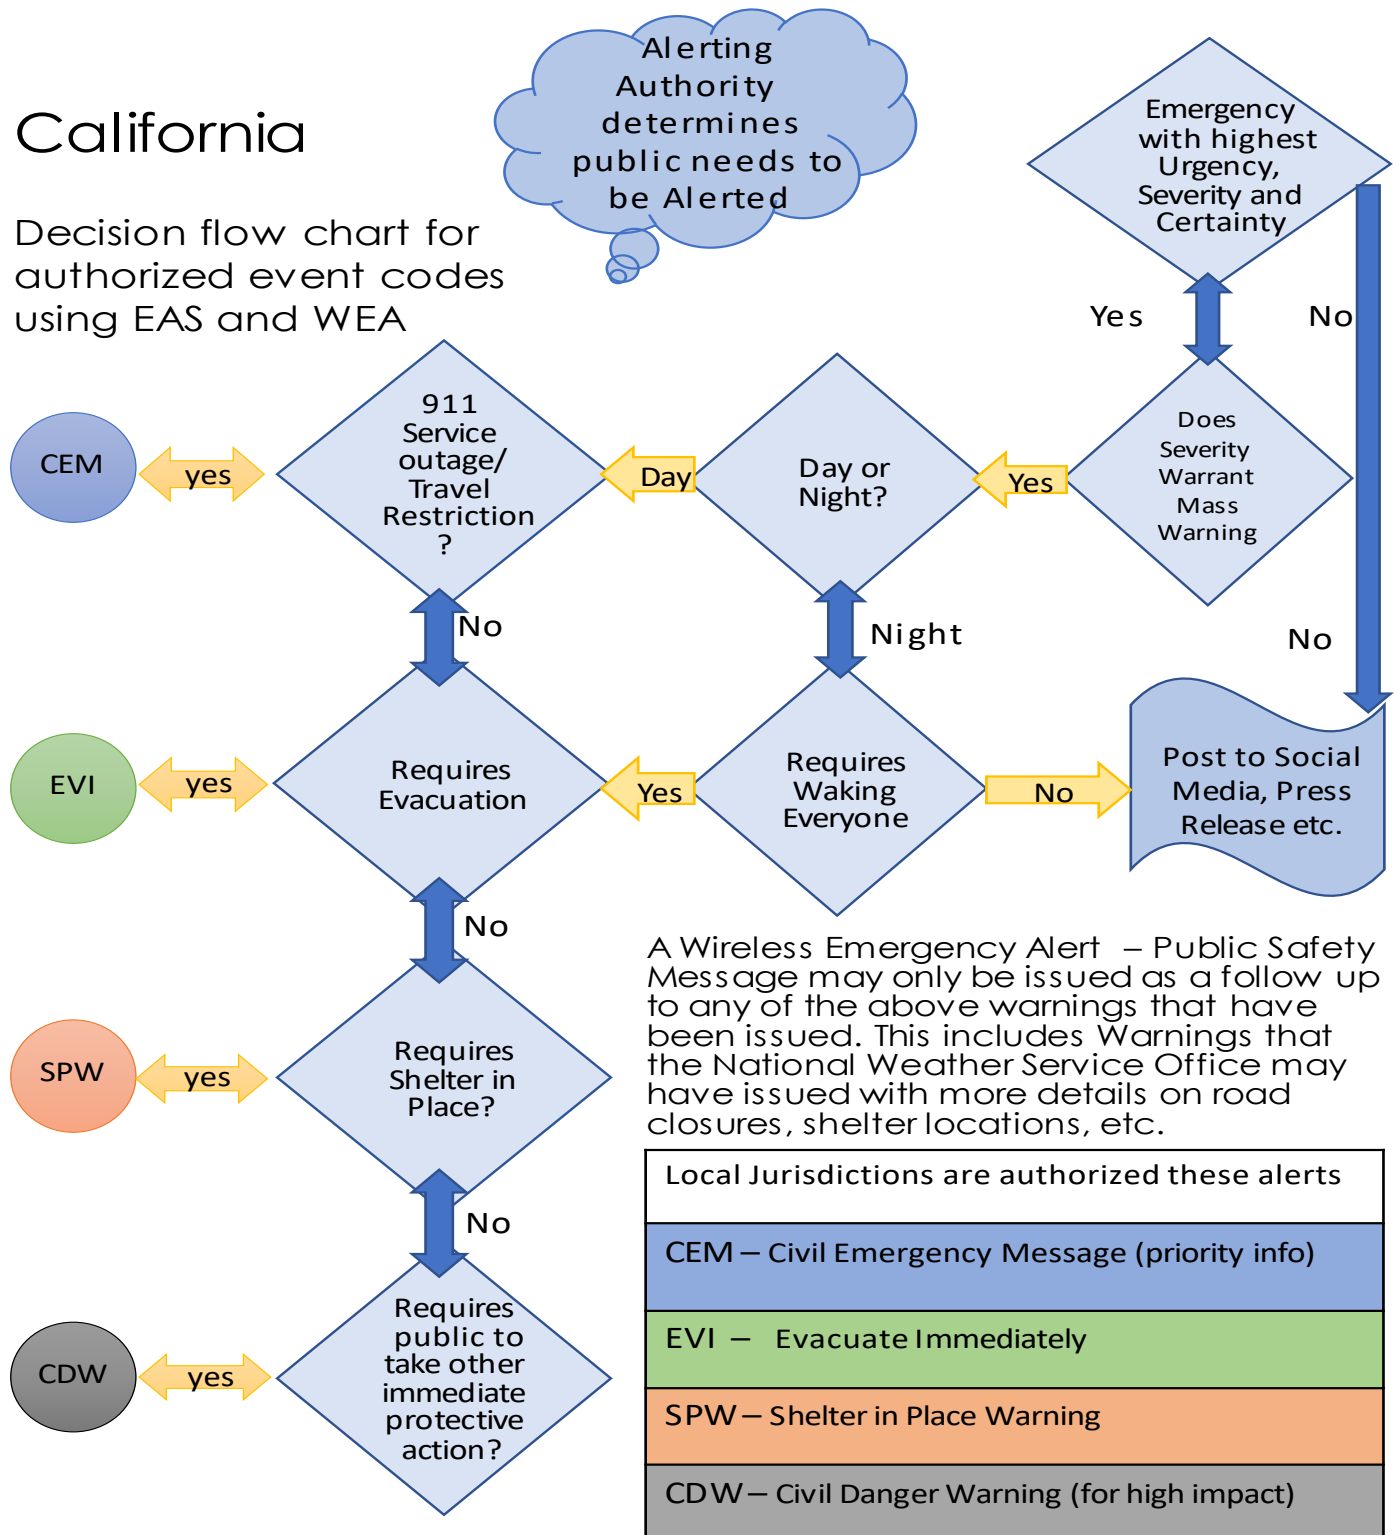 California
Decision flow chart for
authorized event codes
using EAS and WEA
Alerting
Authority
determines
public needs to
be Alerted
Emergency
with highest
Urgency,
Severity and
Certainty
Yes
No
Does
Severity
Warrant
Mass
Warning
No
Yes
Day or
Night?
Day
911
Service
outage/
Travel
Restriction
?
yes
CEM
No
Night
Requires
Waking
Everyone
No
Post to Social
Media, Press
Release etc.
Yes
Requires
Evacuation
yes
EVI
No
Requires
Shelter in
Place?
yes
SPW
No
Requires
public to
take other
immediate
protective
action?
yes
CDW
A Wireless Emergency Alert – Public Safety
Message may only be issued as a follow up
to any of the above warnings that have
been issued. This includes Warnings that
the National Weather Service Office may
have issued with more details on road
closures, shelter locations, etc.
Local Jurisdictions are authorized these alerts
CEM – Civil Emergency Message (priority info)
EVI – Evacuate Immediately
SPW – Shelter in Place Warning
CDW – Civil Danger Warning (for high impact)